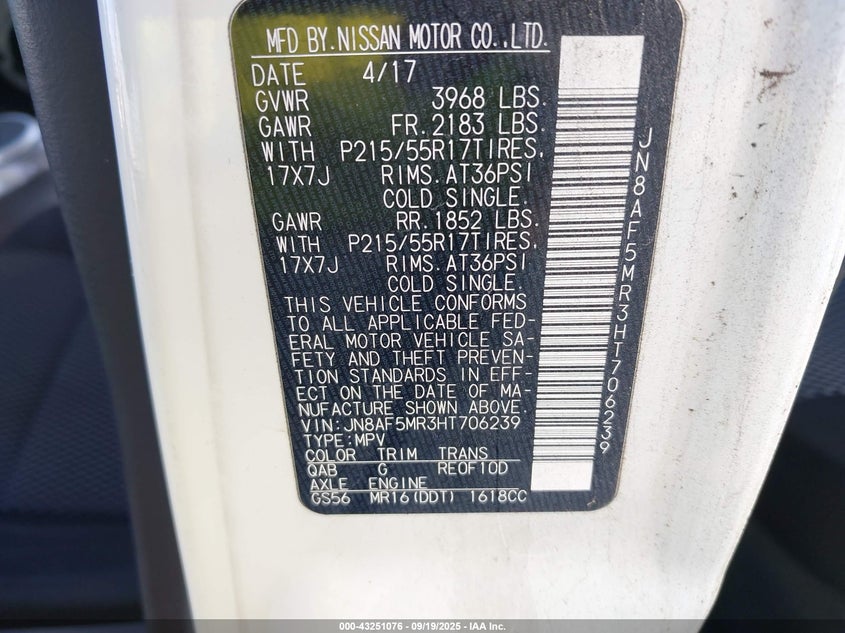 MFD BY.NISSAN MOTOR CO.,LTD.
DATE 4/17
GVWR 3968 LBS.
GAWR FR.2183 LBS.
WITH P215/55R17TIRES,
17X7J RIMS.AT36PSI
COLD SINGLE.
GAWR RR.1852 LBS.
WITH P215/55R17TIRES,
17X7J RIMS.AT36PSI
COLD SINGLE.
THIS VEHICLE CONFORMS
TO ALL APPLICABLE FED-
ERAL MOTOR VEHICLE SA-
FETY AND THEFT PREVEN-
TION STANDARDS IN EFF-
ECT ON THE DATE OF MA-
NUFACTURE SHOWN ABOVE.
VIN:JN8AF5MR3HT706239
TYPE:MPV
COLOR TRIM TRANS
QAB G RE0F10D
AXLE ENGINE
GS56 MR16(DDT) 1618CC
JN8AF5MR3HT706239
000-43251076 - 09/19/2025 - IAA Inc.